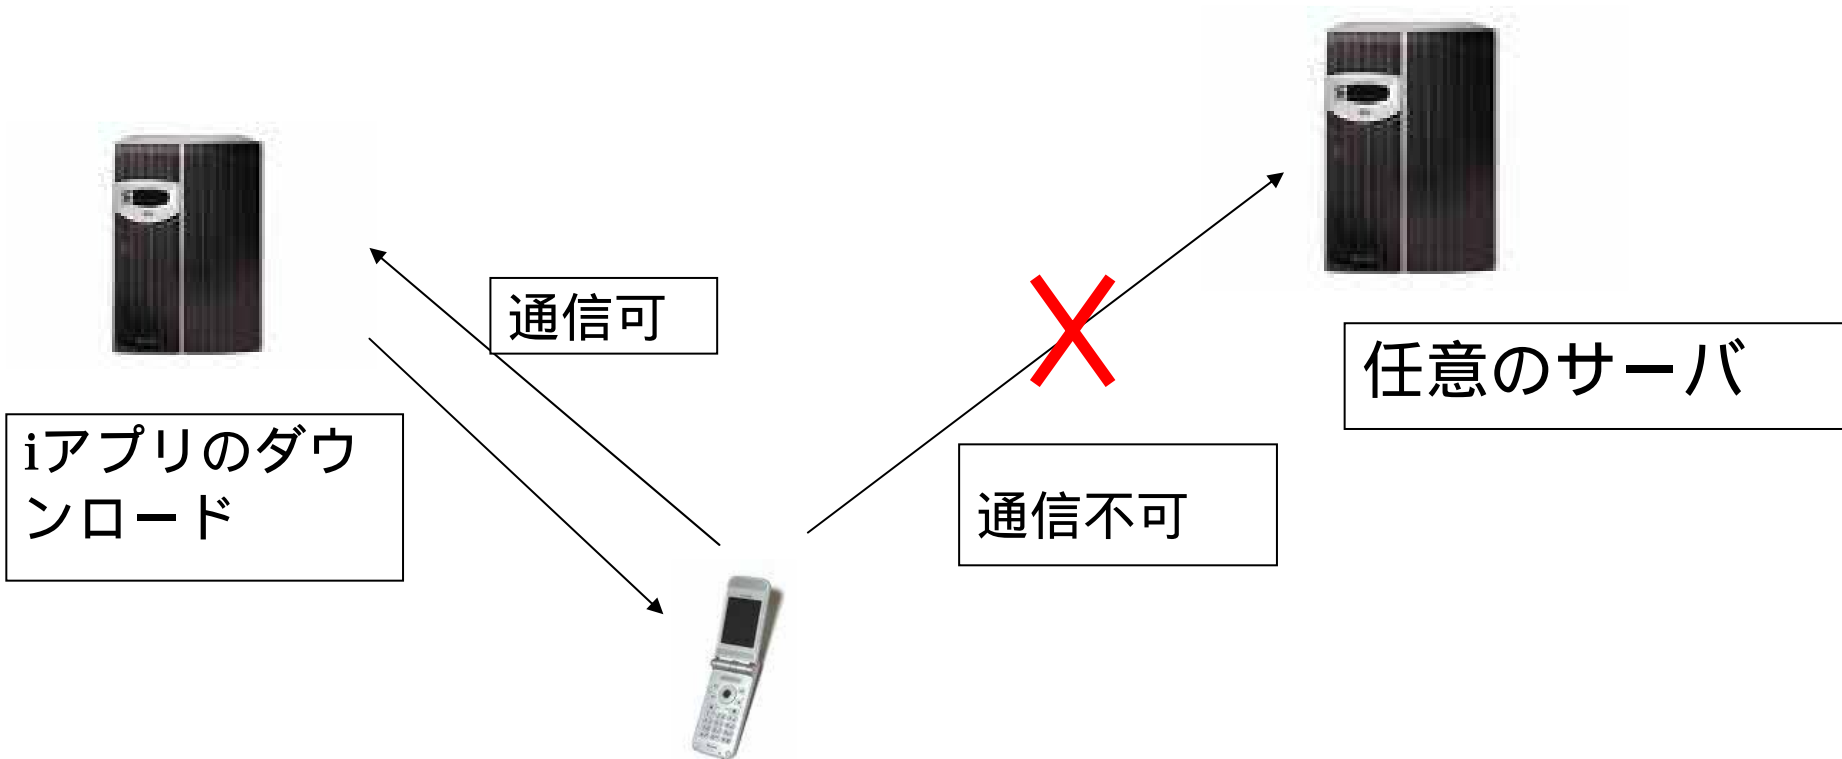 通信可
任意のサーバ
iアプリのダウ
ンロード
通信不可